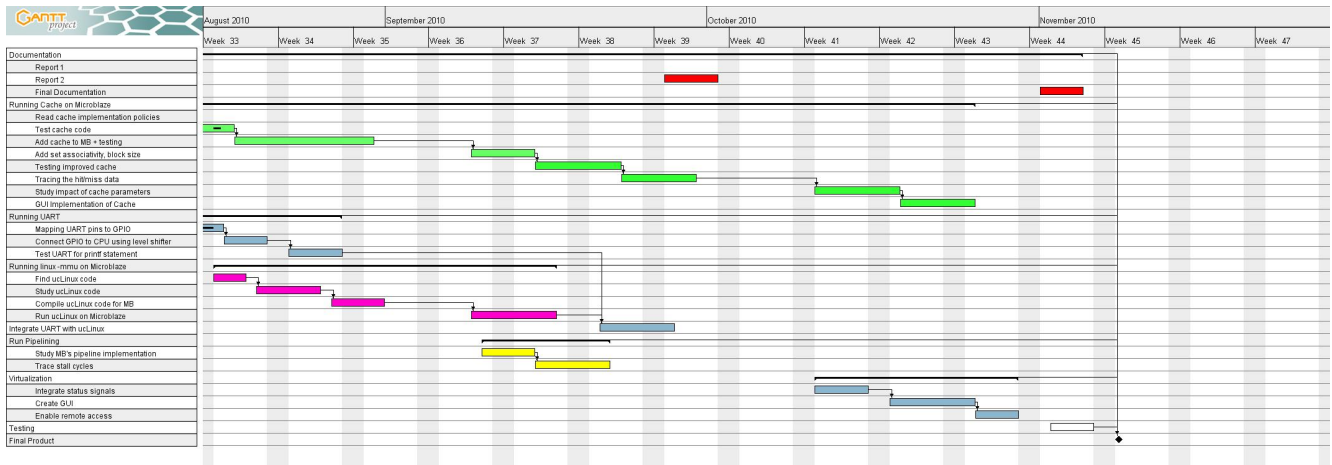 GANTT
project
August 2010
September 2010
October 2010
November 2010
Week 33
Week 34
Week 35
Week 36
Week 37
Week 38
Week 39
Week 40
Week 41
Week 42
Week 43
Week 44
Week 45
Week 46
Week 47
Documentation
Report 1
Report 2
Final Documentation
Running Cache on Microblaze
Read cache implementation policies
Test cache code
Add cache to MB + testing
Add set associativity, block size
Testing improved cache
Tracing the hit/miss data
Study impact of cache parameters
GUI Implementation of Cache
Running UART
Mapping UART pins to GPIO
Connect GPIO to CPU using level shifter
Test UART for printf statement
Running linux -mmu on Microblaze
Find ucLinux code
Study ucLinux code
Compile ucLinux code for MB
Run ucLinux on Microblaze
Integrate UART with ucLinux
Run Pipelining
Study MB's pipeline implementation
Trace stall cycles
Virtualization
Integrate status signals
Create GUI
Enable remote access
Testing
Final Product